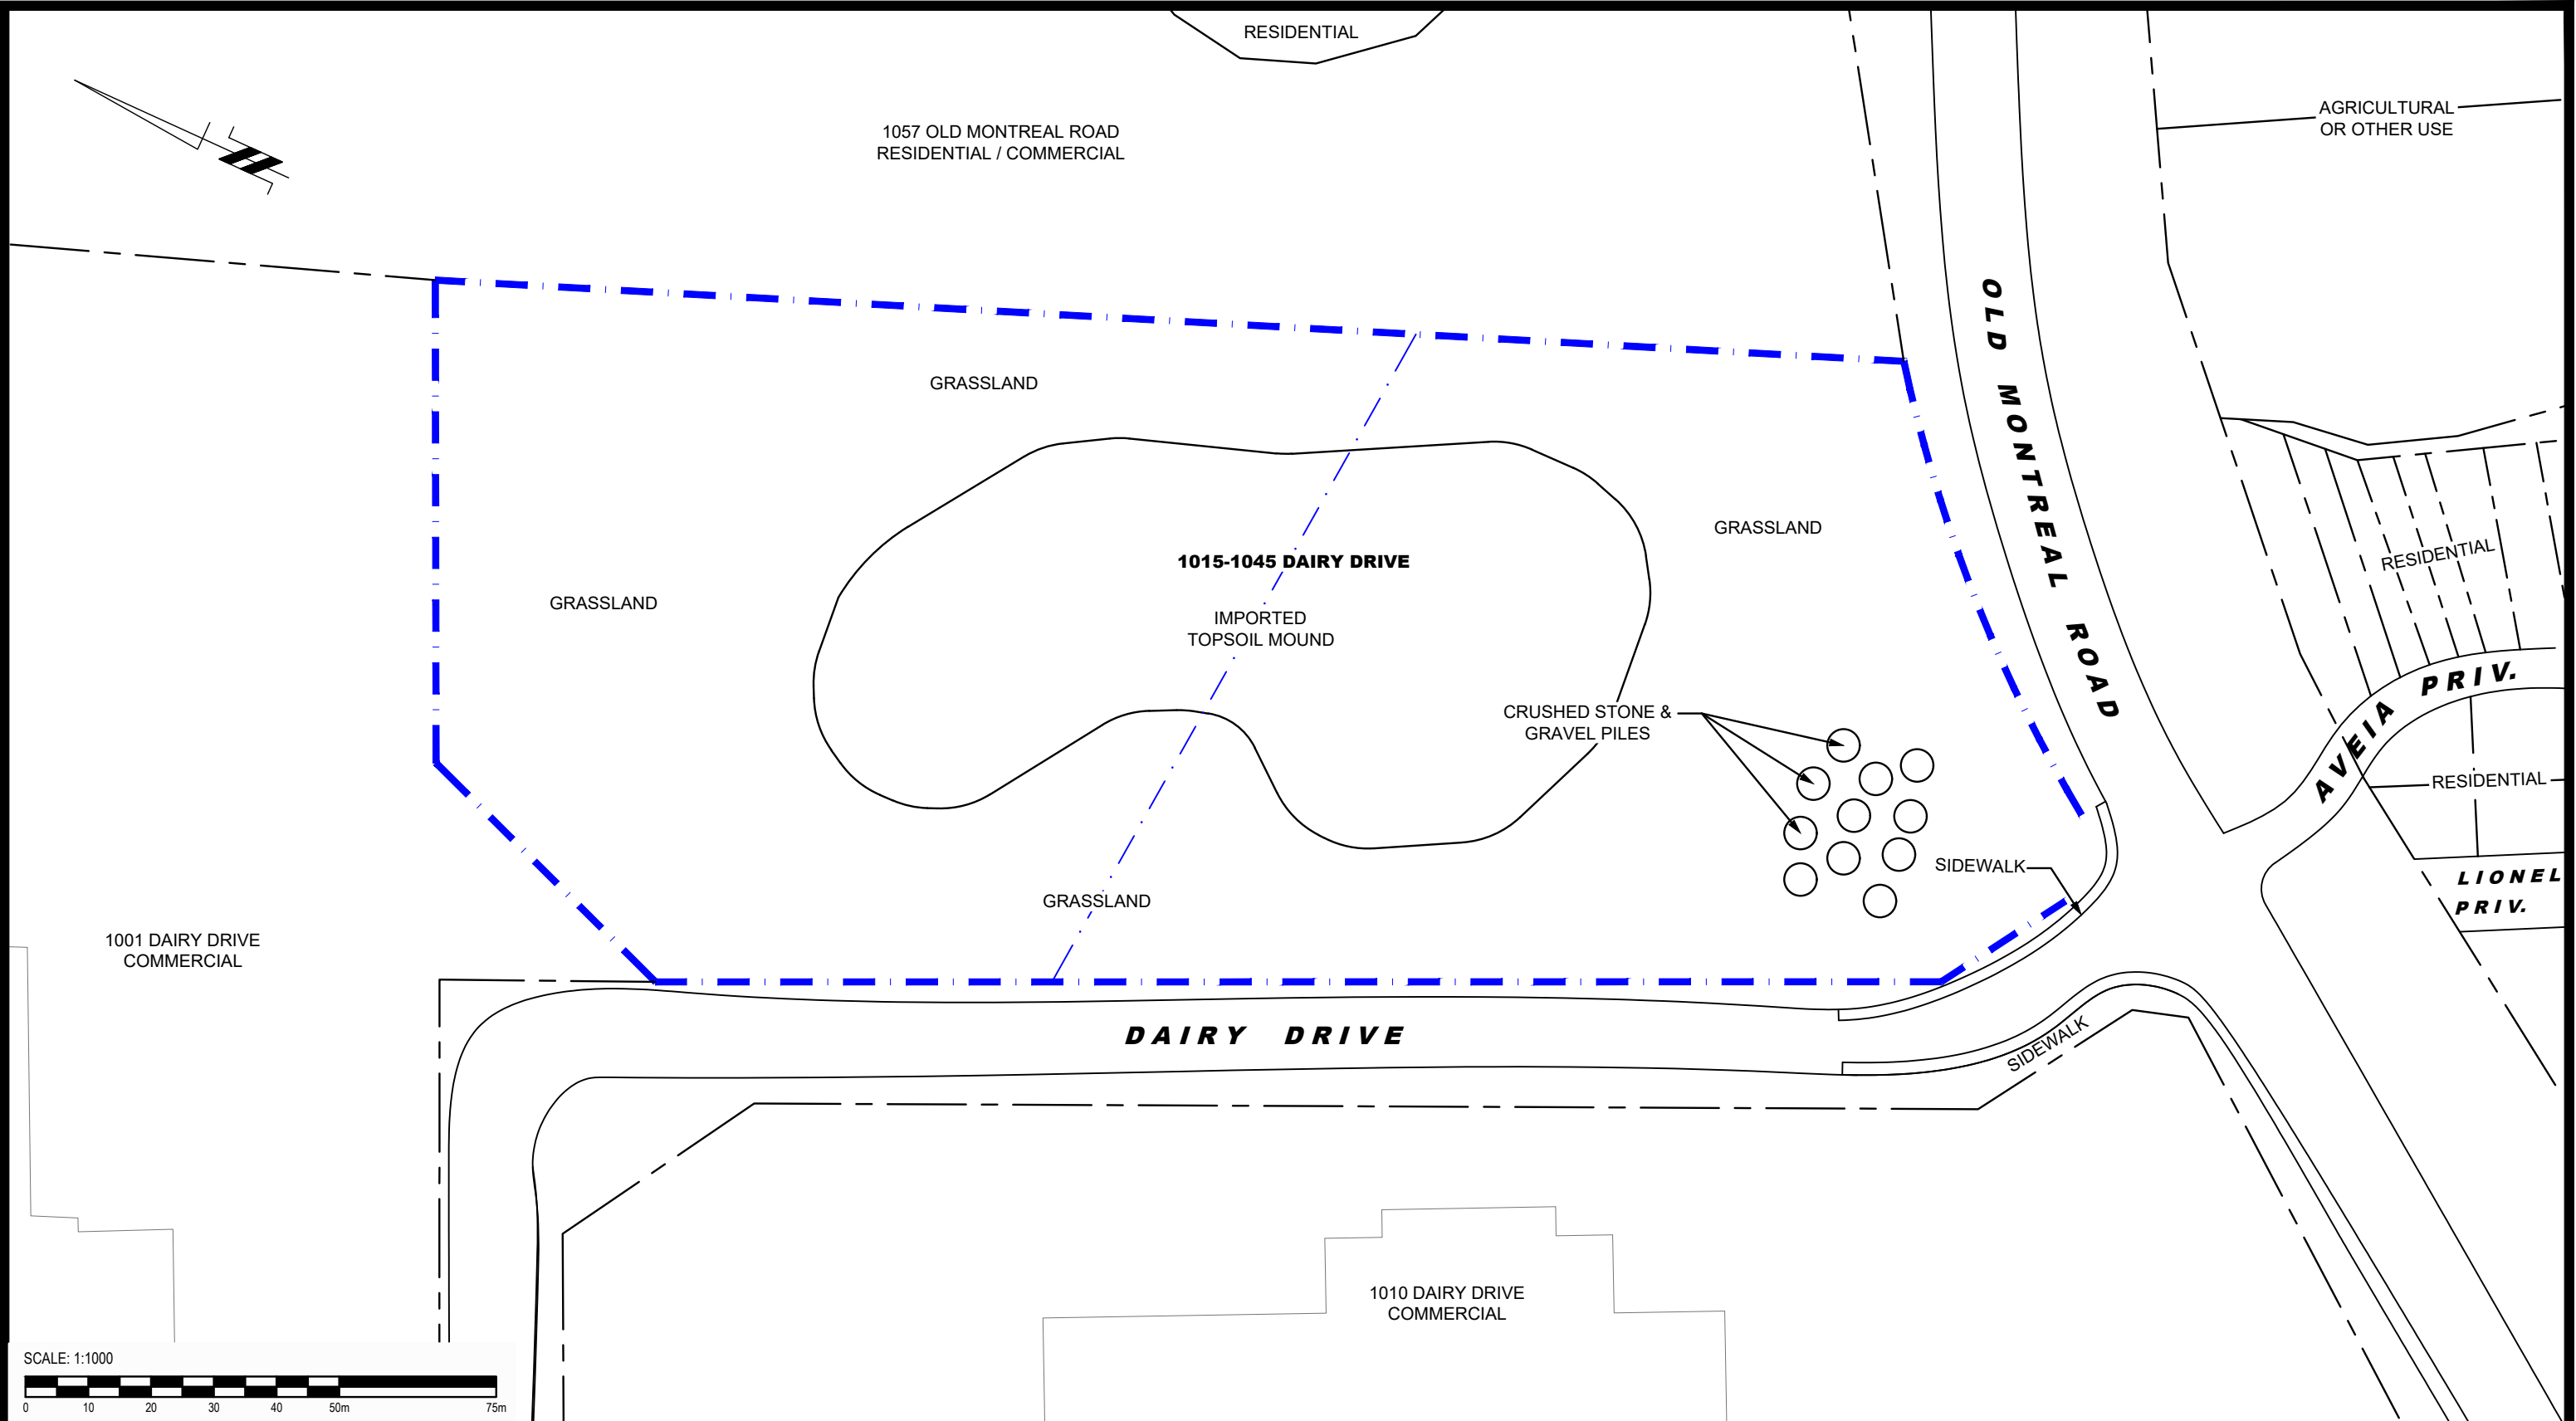 RESIDENTIAL
1057 OLD MONTREAL ROAD
RESIDENTIAL / COMMERCIAL
AGRICULTURAL
OR OTHER USE
OLD MONTREAL ROAD
GRASSLAND
GRASSLAND
1015-1045 DAIRY DRIVE
RESIDENTIAL
GRASSLAND
IMPORTED
TOPSOIL MOUND
AVEIA PRIV.
CRUSHED STONE &
GRAVEL PILES
RESIDENTIAL
SIDEWALK
LIONEL
PRIV.
GRASSLAND
1001 DAIRY DRIVE
COMMERCIAL
DAIRY DRIVE
SIDEWALK
1010 DAIRY DRIVE
COMMERCIAL
SCALE: 1:1000
0 10 20 30 40 50m 75m